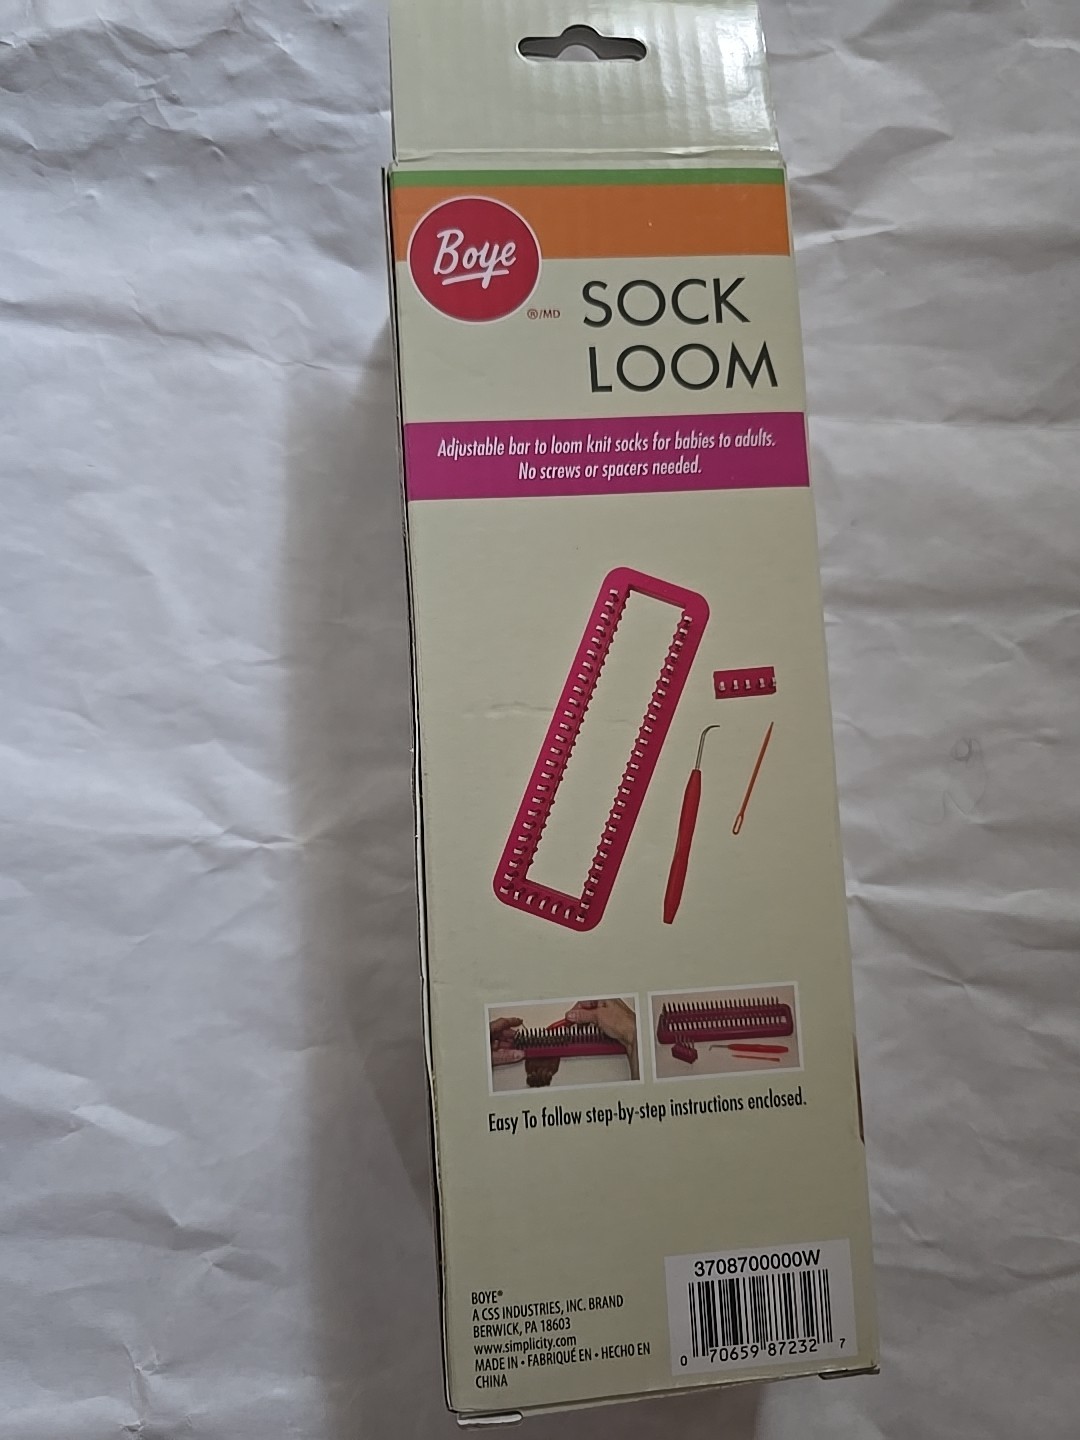 Boye
®/MD
SOCK
LOOM
Adjustable bar to loom knit socks for babies to adults.
No screws or spacers needed.
Easy To follow step-by-step instructions enclosed.
BOYE®
A CSS INDUSTRIES, INC. BRAND
BERWICK, PA 18603
www.simplicity.com
MADE IN • FABRIQUÉ EN • HECHO EN
CHINA
3708700000W
0 70659 87232 7